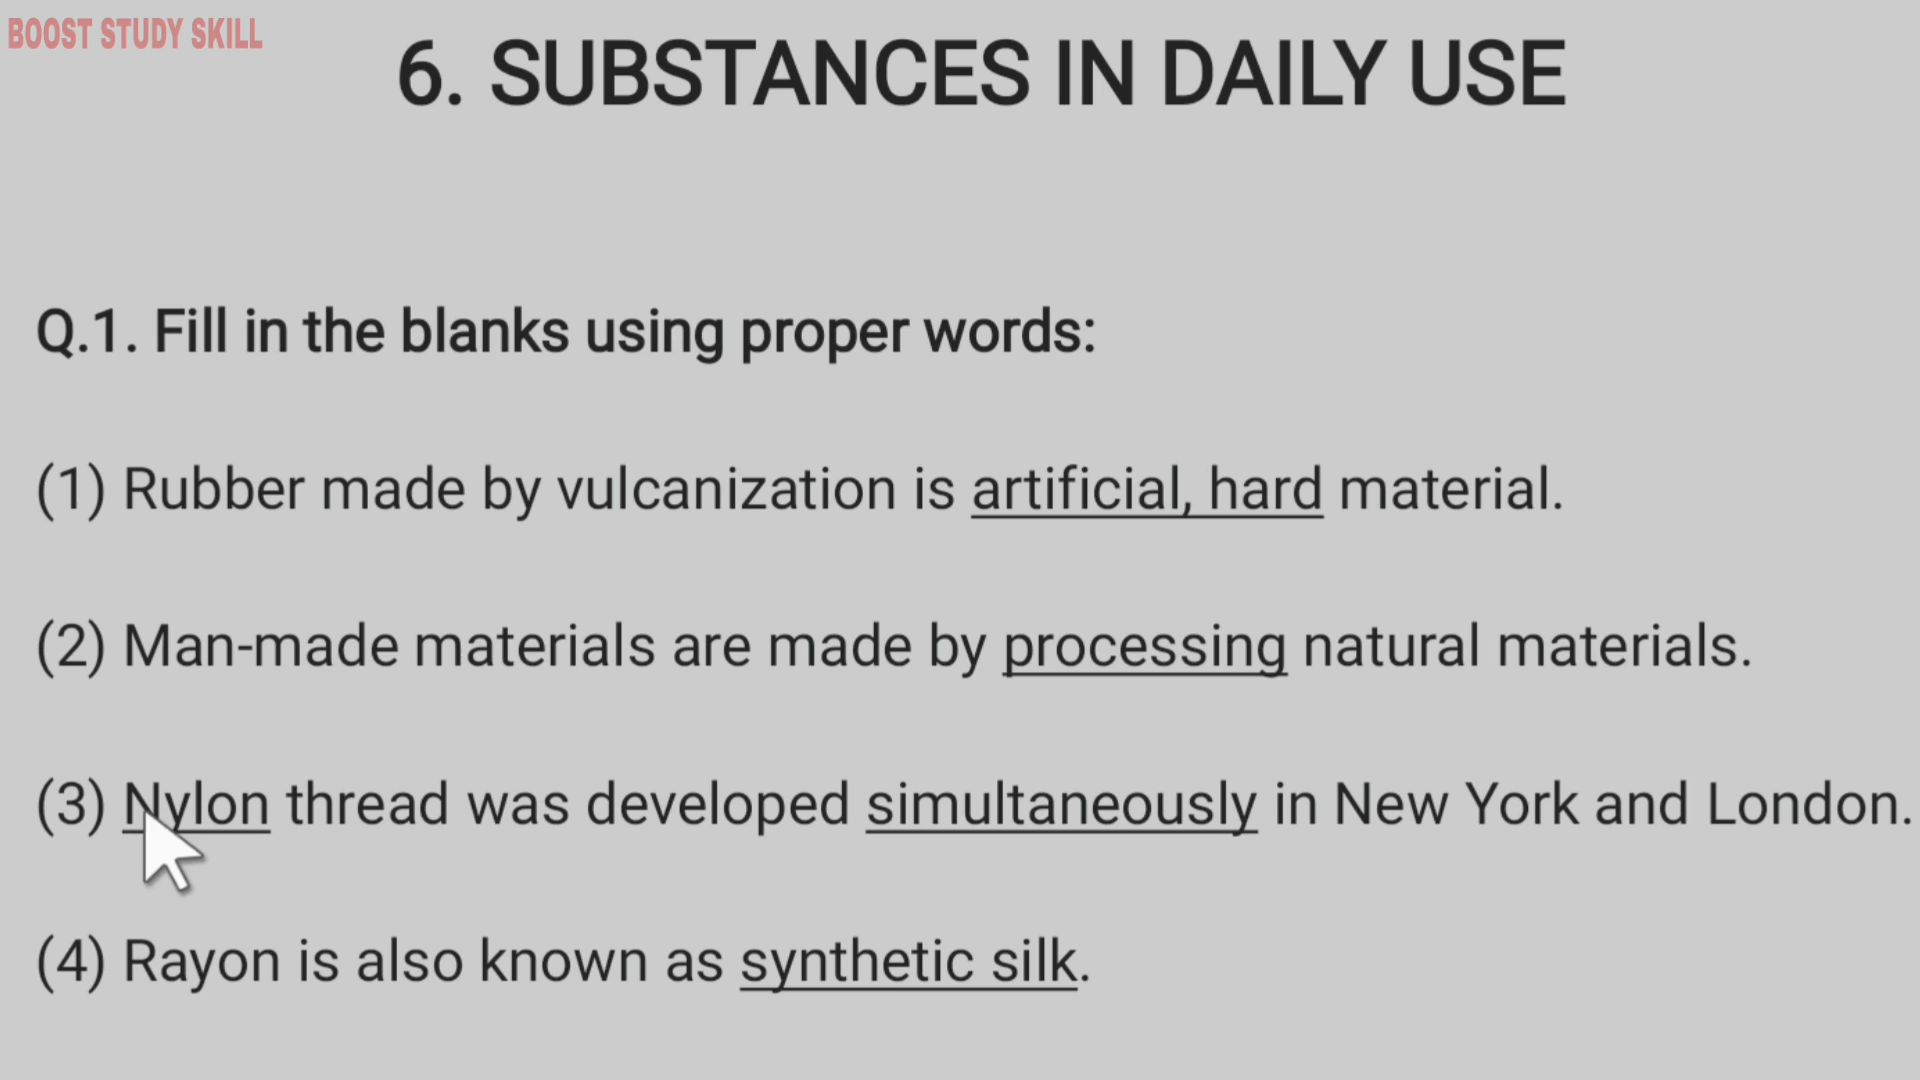 BOOST STUDY SKILL
6. SUBSTANCES IN DAILY USE
Q.1. Fill in the blanks using proper words:
(1) Rubber made by vulcanization is artificial, hard material.
(2) Man-made materials are made by processing natural materials.
(3) Nylon thread was developed simultaneously in New York and London.
(4) Rayon is also known as synthetic silk.